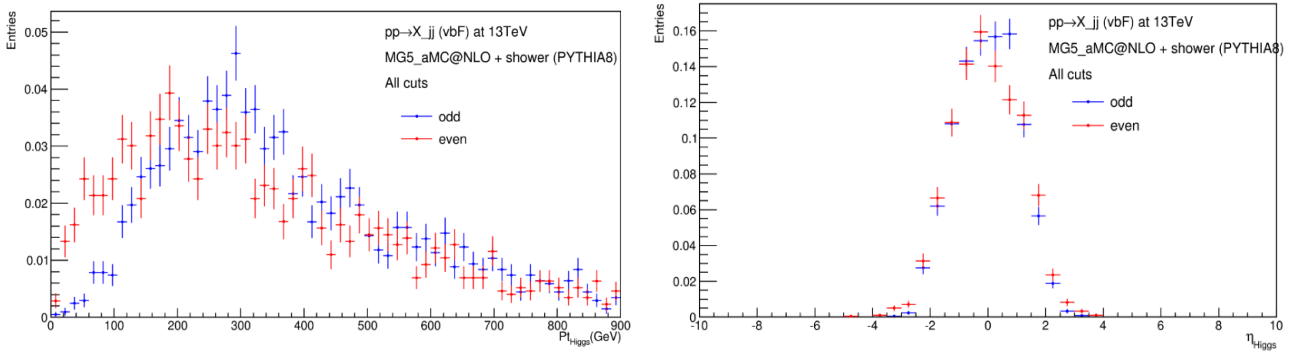 Entries
0.05
0.04
0.03
0.02
0.01
0
pp→X_jj (vbF) at 13TeV
MG5_aMC@NLO + shower (PYTHIA8)
All cuts
odd
even
0 100 200 300 400 500 600 700 800 900
Pt_Higgs(GeV)
Entries
0.16
0.14
0.12
0.1
0.08
0.06
0.04
0.02
0
pp→X_jj (vbF) at 13TeV
MG5_aMC@NLO + shower (PYTHIA8)
All cuts
odd
even
-10 -8 -6 -4 -2 0 2 4 6 8 10
η_Higgs